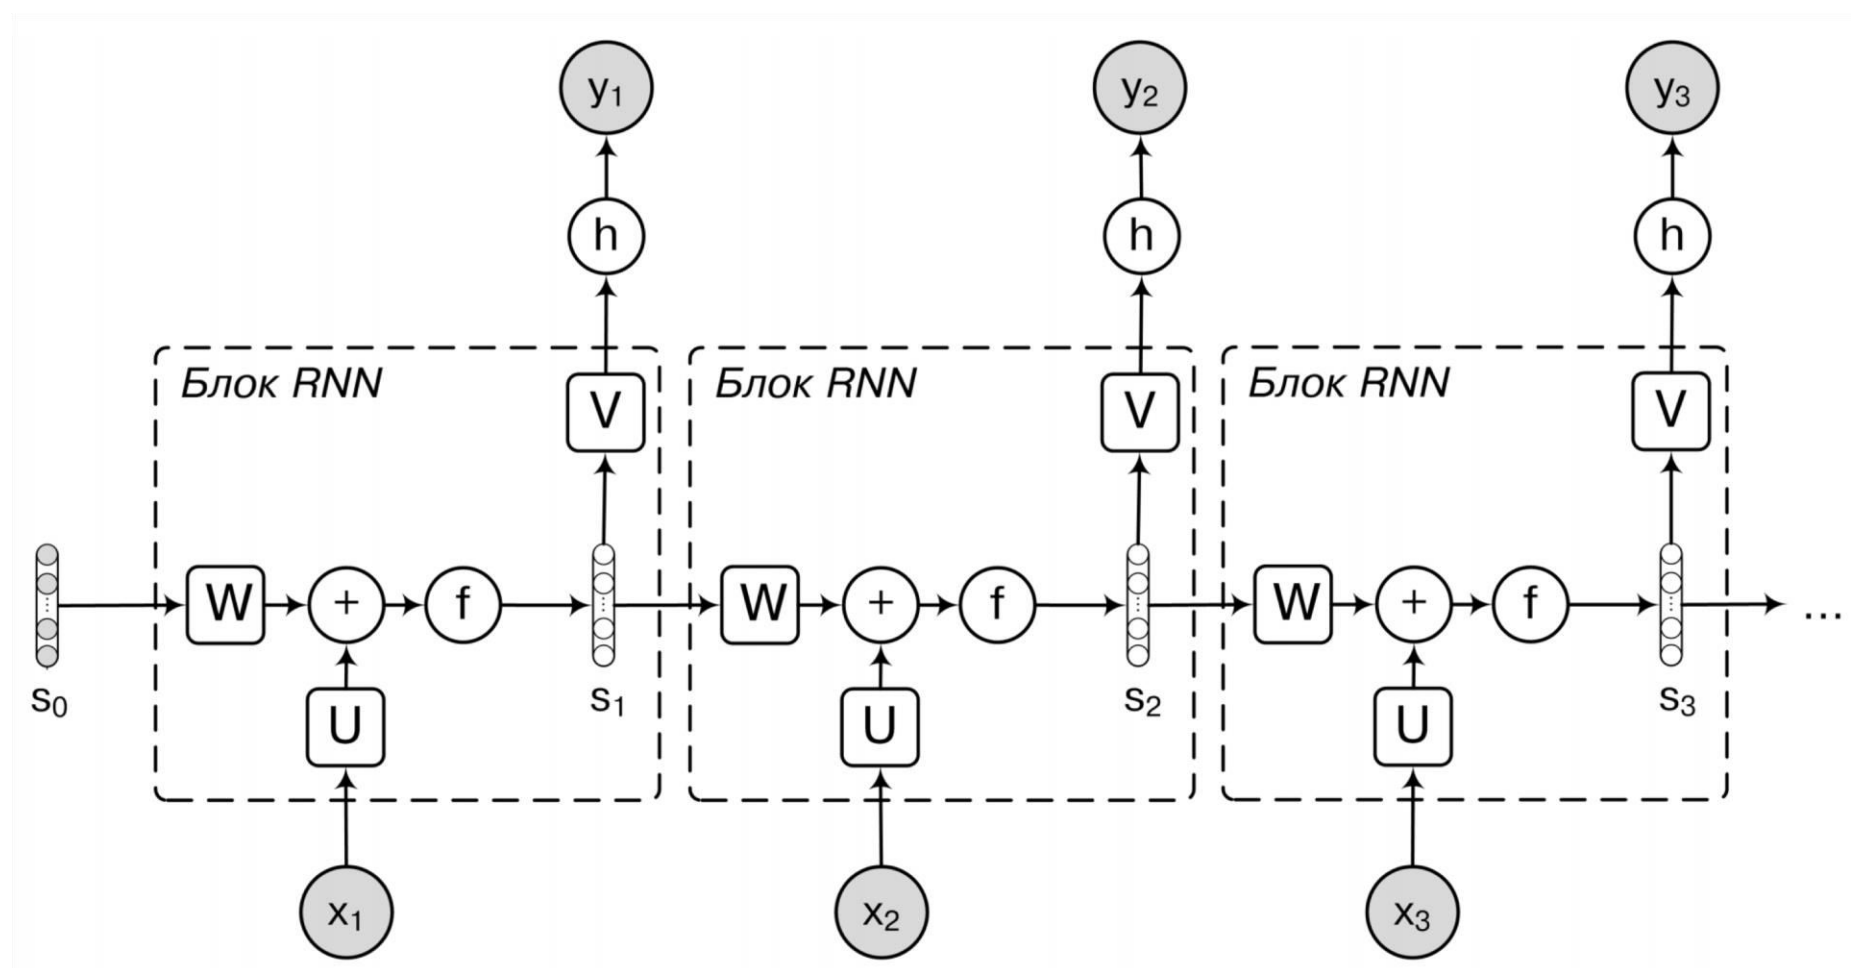 y₁ y₂ y₃
h h h
Блок RNN Блок RNN Блок RNN
V V V
W + f W + f W + f ...
s₀ s₁ s₂ s₃
U U U
x₁ x₂ x₃